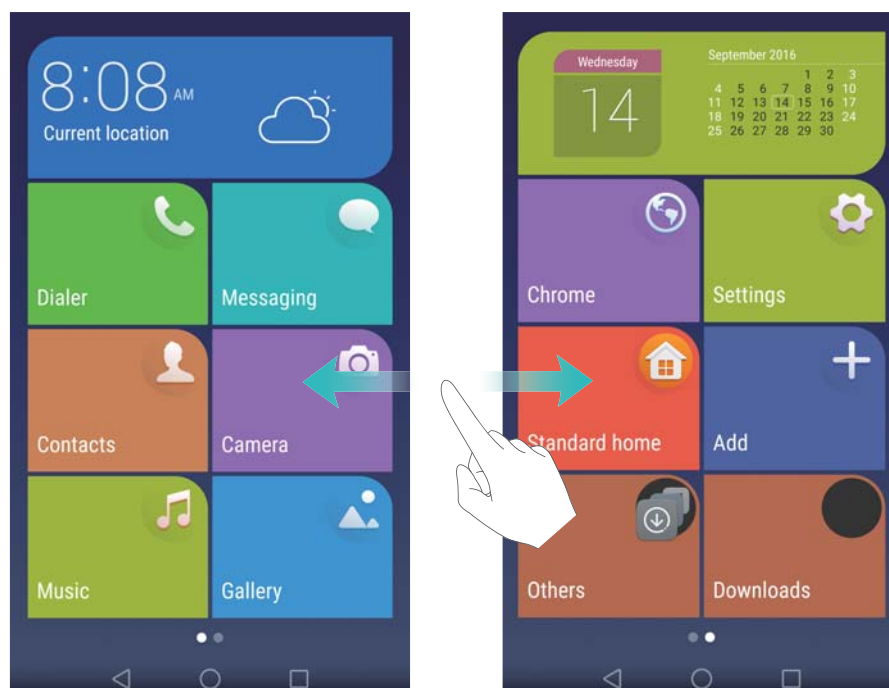 8:08 AM
Current location
Dialer
Messaging
Contacts
Camera
Music
Gallery
Wednesday
14
September 2016
1 2 3
4 5 6 7 8 9 10
11 12 13 14 15 16 17
18 19 20 21 22 23 24
25 26 27 28 29 30
Chrome
Settings
Standard home
Add
Others
Downloads